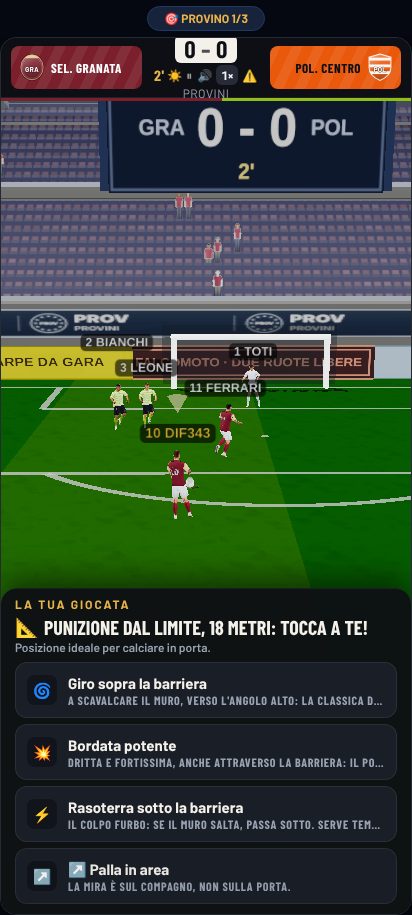 🎯 PROVINO 1/3
GRA SEL. GRANATA
0 - 0
2' ☀️ ⏸ 🔊 1× ⚠️
PROVINI
POL. CENTRO POL
GRA 0 - 0 POL
2'
PROV PROVINI
PROV PROVINI
2 BIANCHI
1 TOTI
ARPE DA GARA
MOTO · DUE RUOTE LIBERE
3 LEONE
11 FERRARI
10 DIF343
LA TUA GIOCATA
📐 PUNIZIONE DAL LIMITE, 18 METRI: TOCCA A TE!
Posizione ideale per calciare in porta.
🌀 Giro sopra la barriera
A SCAVALCARE IL MURO, VERSO L'ANGOLO ALTO: LA CLASSICA D...
💥 Bordata potente
DRITTA E FORTISSIMA, ANCHE ATTRAVERSO LA BARRIERA: IL PO...
⚡ Rasoterra sotto la barriera
IL COLPO FURBO: SE IL MURO SALTA, PASSA SOTTO. SERVE TEM...
↗️ ↗️ Palla in area
LA MIRA È SUL COMPAGNO, NON SULLA PORTA.